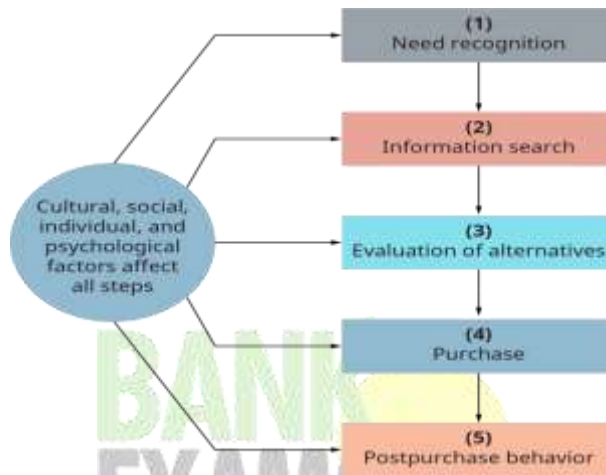 (1)
Need recognition
(2)
Information search
Cultural, social,
individual, and
psychological
factors affect
all steps
(3)
Evaluation of alternatives
(4)
Purchase
BANK
(5)
Postpurchase behavior